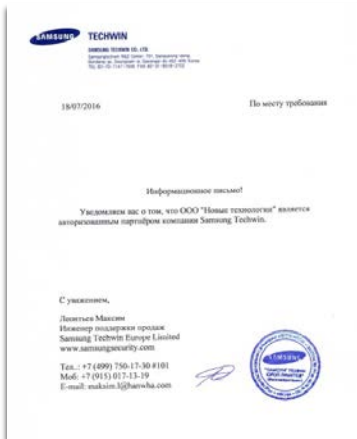 SAMSUNG TECHWIN
SAMSUNG TECHWIN CO., LTD.
18/07/2016 По месту требования
Информационное письмо!
Уведомляем вас о том, что ООО "Новые технологии" является
авторизованным партнёром компании Samsung Techwin.
С уважением,
Леонтьев Максим
Инженер поддержки продаж
Samsung Techwin Europe Limited
www.samsungsecurity.com
Тел.: +7 (499) 750-17-30 #101
Моб: +7 (915) 017-13-19
E-mail: maksim.l@hanwha.com
SAMSUNG